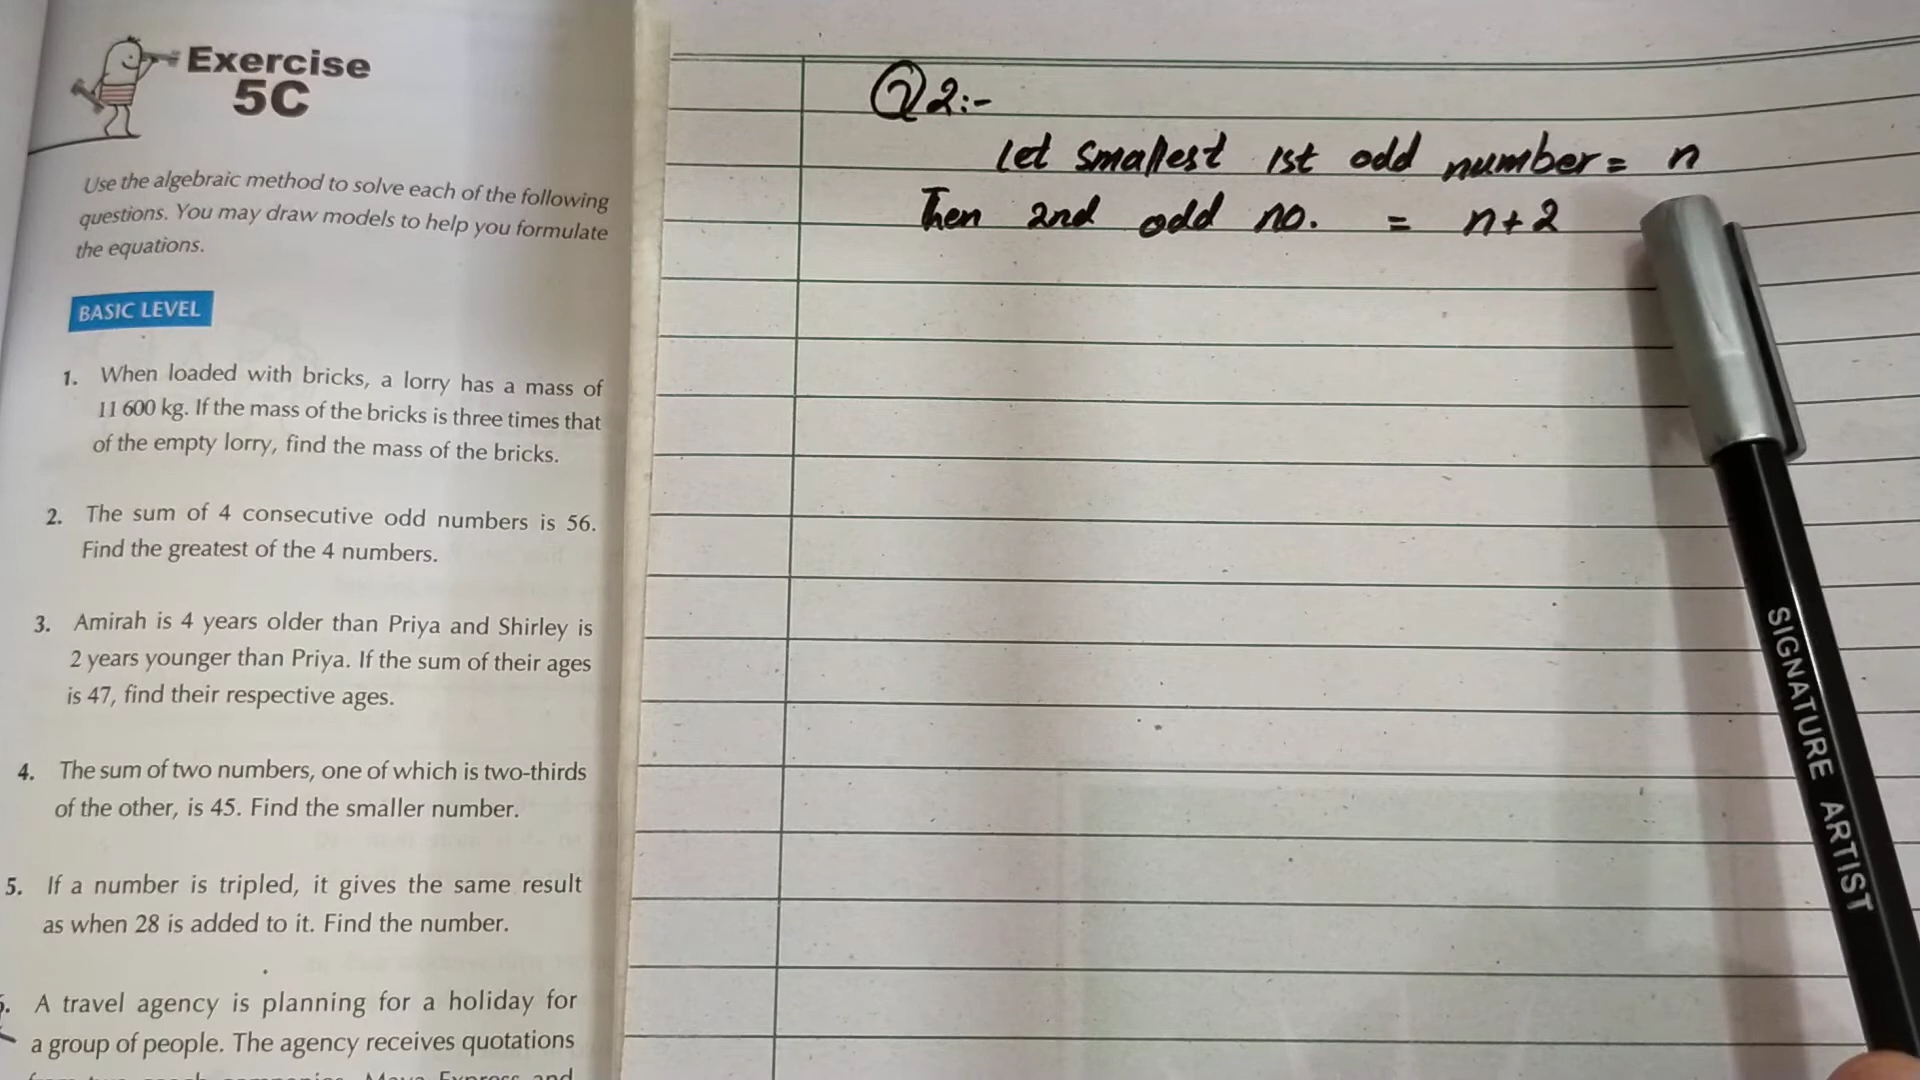 Exercise
5C
Use the algebraic method to solve each of the following
questions. You may draw models to help you formulate
the equations.
BASIC LEVEL
1. When loaded with bricks, a lorry has a mass of
11 600 kg. If the mass of the bricks is three times that
of the empty lorry, find the mass of the bricks.
2. The sum of 4 consecutive odd numbers is 56.
Find the greatest of the 4 numbers.
3. Amirah is 4 years older than Priya and Shirley is
2 years younger than Priya. If the sum of their ages
is 47, find their respective ages.
4. The sum of two numbers, one of which is two-thirds
of the other, is 45. Find the smaller number.
5. If a number is tripled, it gives the same result
as when 28 is added to it. Find the number.
A travel agency is planning for a holiday for
a group of people. The agency receives quotations
Express and
Q2:-
Let smallest 1st odd number = n
Then 2nd odd no. = n+2
SIGNATURE ARTIST